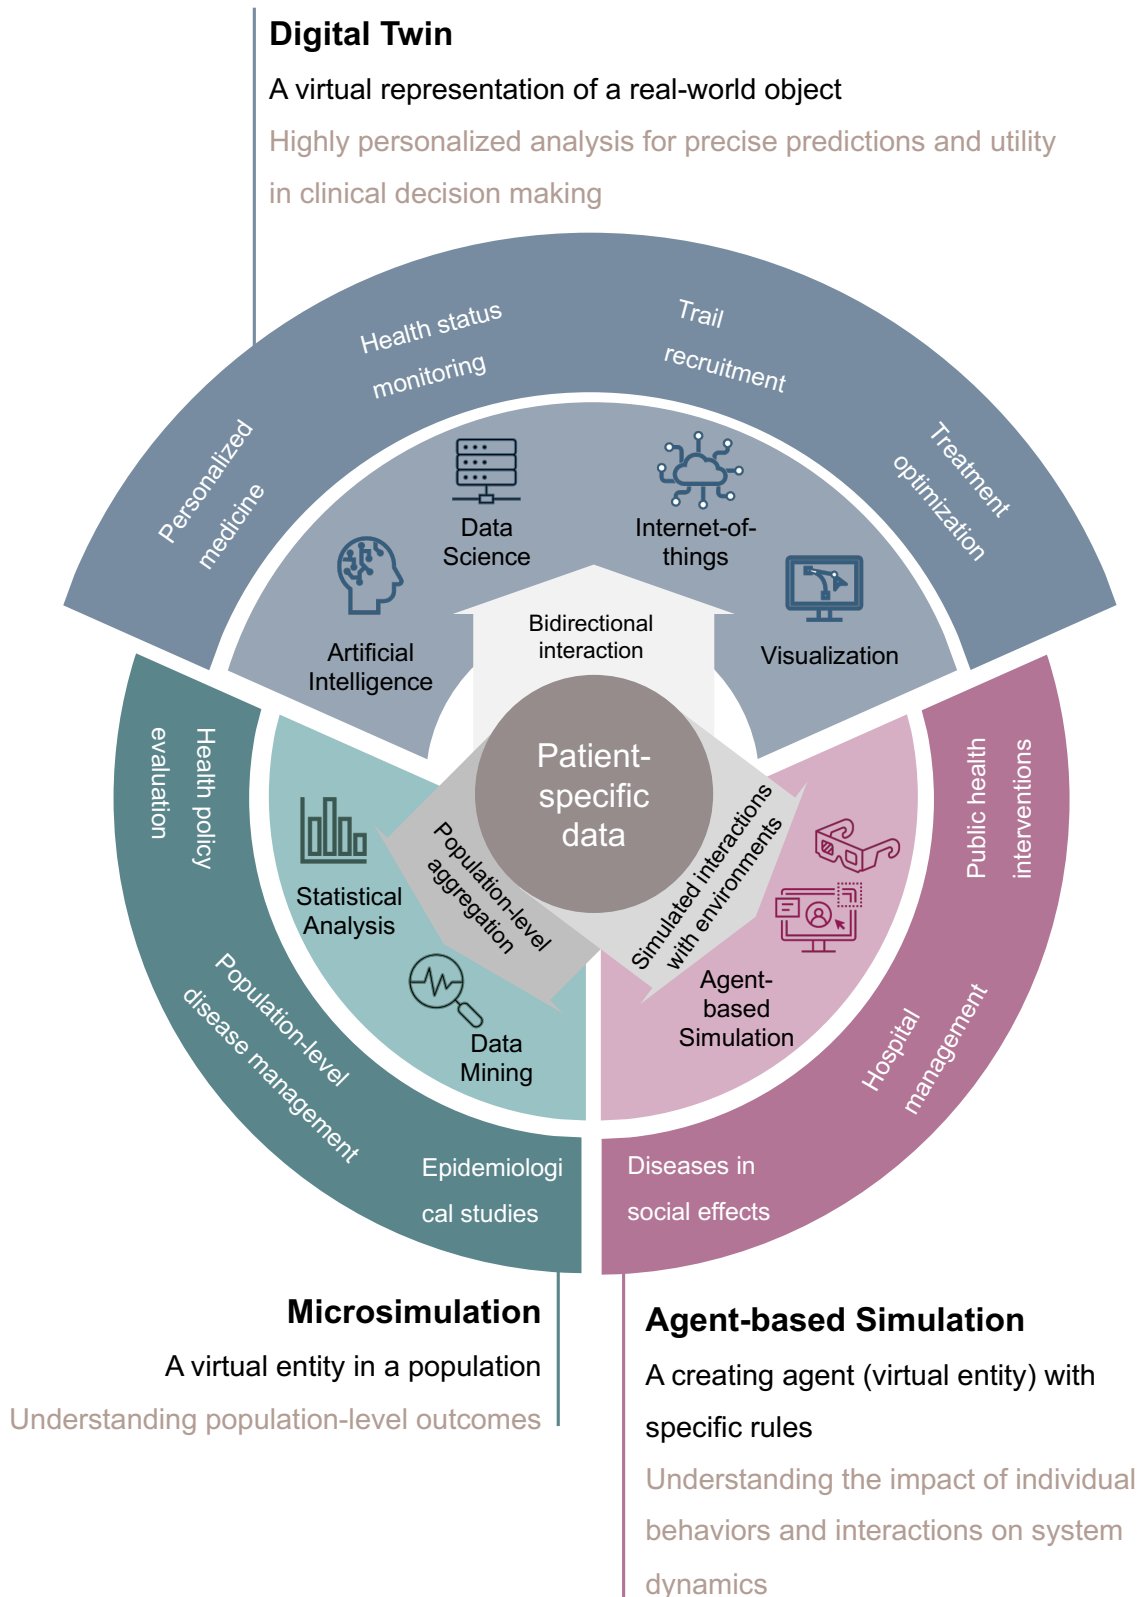 Digital Twin
A virtual representation of a real-world object
Highly personalized analysis for precise predictions and utility
in clinical decision making
Personalized
medicine
Health status
monitoring
Trail
recruitment
Treatment
optimization
Artificial
Intelligence
Data
Science
Internet-of-
things
Visualization
Bidirectional
interaction
Patient-
specific
data
Population-level
aggregation
Simulated interactions
with environments
Health policy
evaluation
Population-level
disease management
Epidemiologi
cal studies
Statistical
Analysis
Data
Mining
Agent-
based
Simulation
Public health
interventions
Hospital
management
Diseases in
social effects
Microsimulation
A virtual entity in a population
Understanding population-level outcomes
Agent-based Simulation
A creating agent (virtual entity) with
specific rules
Understanding the impact of individual
behaviors and interactions on system
dynamics